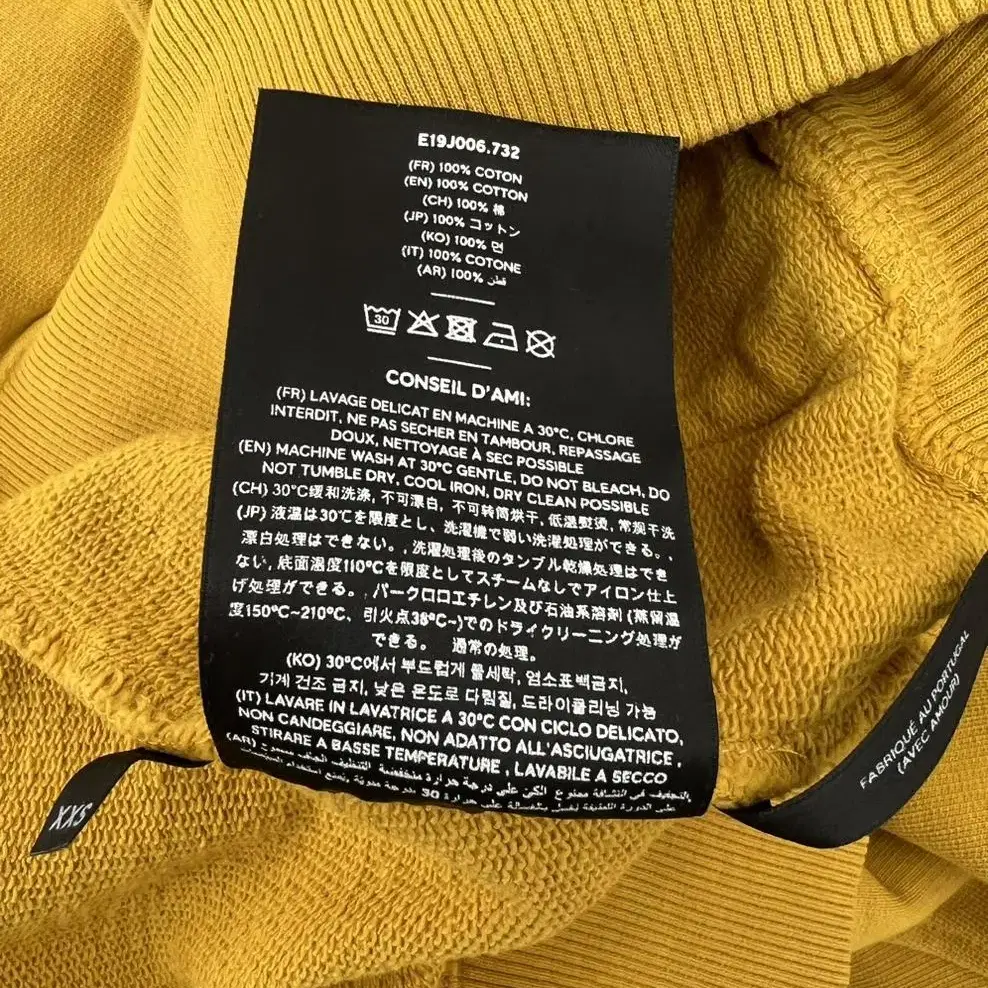 E19J006.732
(FR) 100% COTON
(EN) 100% COTTON
(CH) 100% 棉
(JP) 100% コットン
(KO) 100% 면
(IT) 100% COTONE
(AR) 100% قطن
30
CONSEIL D'AMI:
(FR) LAVAGE DELICAT EN MACHINE A 30°C, CHLORE
INTERDIT, NE PAS SECHER EN TAMBOUR, REPASSAGE
DOUX, NETTOYAGE À SEC POSSIBLE
(EN) MACHINE WASH AT 30°C GENTLE, DO NOT BLEACH, DO
NOT TUMBLE DRY, COOL IRON, DRY CLEAN POSSIBLE
(CH) 30°C缓和洗涤, 不可漂白, 不可转筒烘干, 低温熨烫, 常规干洗
(JP) 液温は30℃を限度とし、洗濯機で弱い洗濯処理ができる。,
漂白処理はできない。, 洗濯処理後のタンブル乾燥処理はでき
ない, 底面温度110℃を限度としてスチームなしでアイロン仕上
げ処理ができる。, パークロロエチレン及び石油系溶剤 (蒸留温
度150°C~210°C, 引火点38°C~)でのドライクリーニング処理が
できる。 通常の処理。
(KO) 30°C에서 부드럽게 물세탁, 염소표백금지,
기계 건조 금지, 낮은 온도로 다림질, 드라이클리닝 가능
(IT) LAVARE IN LAVATRICE A 30°C CON CICLO DELICATO,
NON CANDEGGIARE, NON ADATTO ALL'ASCIUGATRICE,
STIRARE A BASSE TEMPERATURE, LAVABILE A SECCO
(AR)
XXS
FABRIQUÉ AU PORTUGAL
(AVEC AMOUR)